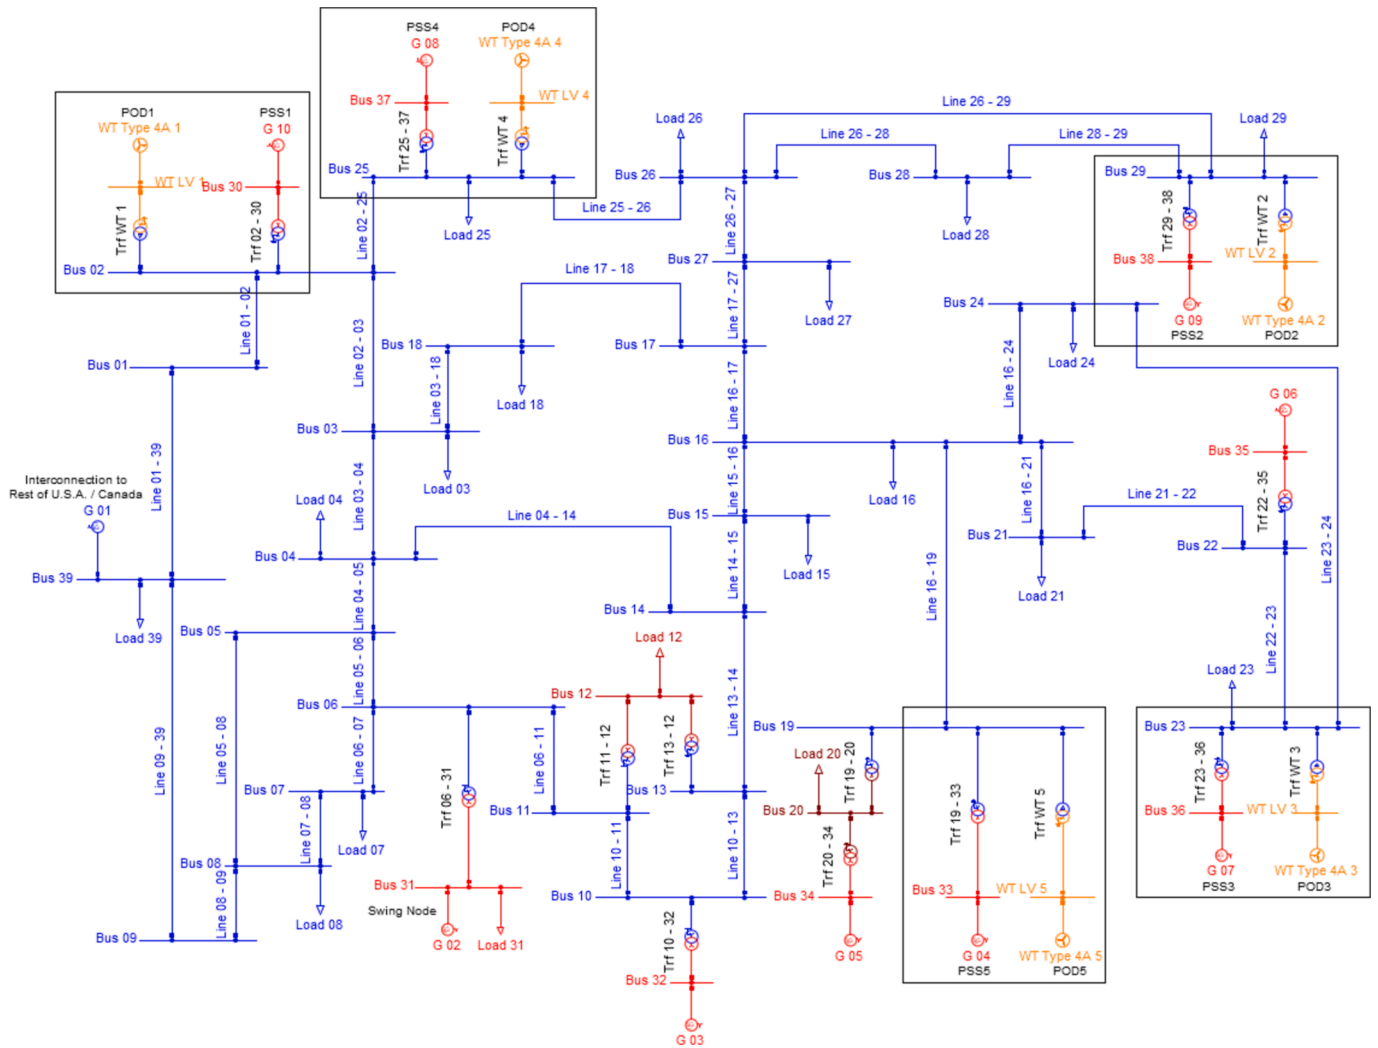 PSS4
POD4
G 08
WT Type 4A 4
Bus 37
WT LV 4
Trf 25 - 37
Trf WT 4
Bus 25
Load 25
POD1
PSS1
WT Type 4A 1
G 10
WT LV 1
Bus 30
Trf WT 1
Trf 02 - 30
Bus 02
Line 02 - 25
Line 25 - 26
Load 26
Bus 26
Line 26 - 29
Line 26 - 28
Line 28 - 29
Bus 28
Load 28
Load 29
Bus 29
Trf 29 - 38
Trf WT 2
Bus 38
WT LV 2
G 09
WT Type 4A 2
PSS2
POD2
Line 01 - 02
Line 02 - 03
Line 17 - 18
Line 26 - 27
Bus 27
Load 27
Line 17 - 27
Bus 24
Load 24
Line 16 - 24
Bus 01
Bus 18
Load 18
Line 03 - 18
Bus 17
Line 16 - 17
Bus 03
Load 03
Bus 16
Load 16
Line 01 - 39
Interconnection to
Rest of U.S.A. / Canada
G 01
Load 04
Line 03 - 04
Line 04 - 14
Line 15 - 16
Bus 15
Load 15
Line 16 - 21
Line 21 - 22
Bus 21
Load 21
G 06
Bus 35
Trf 22 - 35
Bus 22
Line 23 - 24
Bus 39
Load 39
Bus 04
Line 04 - 05
Line 14 - 15
Line 16 - 19
Bus 05
Bus 14
Line 05 - 06
Load 12
Bus 12
Line 13 - 14
Line 22 - 23
Bus 06
Line 09 - 39
Line 05 - 08
Line 06 - 07
Trf 06 - 31
Line 06 - 11
Trf 11 - 12
Trf 13 - 12
Bus 19
Load 20
Trf 19 - 20
Load 23
Bus 23
Trf 23 - 36
Trf WT 3
Bus 07
Load 07
Line 07 - 08
Bus 11
Bus 13
Bus 20
Trf 19 - 33
Trf WT 5
Bus 36
WT LV 3
Bus 08
Load 08
Line 08 - 09
Line 10 - 11
Line 10 - 13
Trf 20 - 34
G 07
WT Type 4A 3
PSS3
POD3
Bus 31
Swing Node
G 02
Load 31
Bus 10
Bus 34
Bus 33
WT LV 5
Bus 09
Trf 10 - 32
G 05
G 04
WT Type 4A 5
PSS5
POD5
Bus 32
G 03